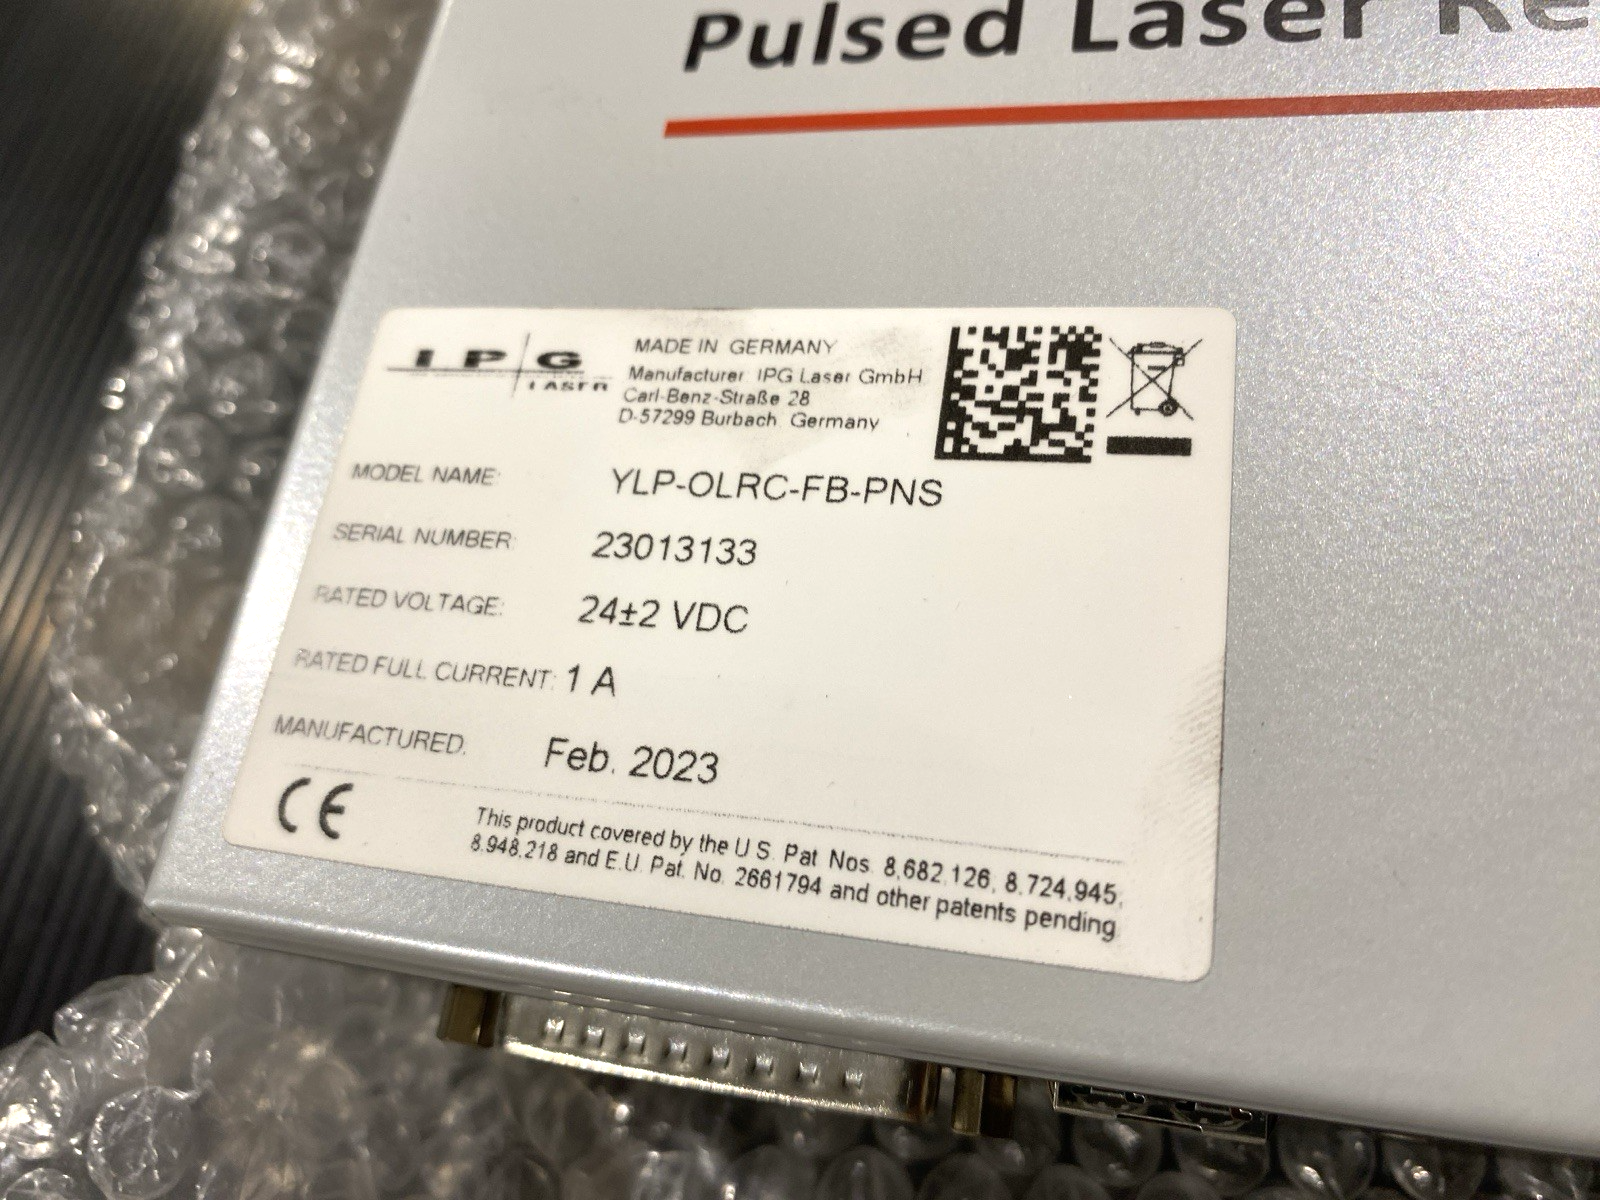 Pulsed Laser
IPG
LASER
MADE IN GERMANY
Manufacturer IPG Laser GmbH
Carl-Benz-Straße 28
D-57299 Burbach Germany
MODEL NAME: YLP-OLRC-FB-PNS
SERIAL NUMBER: 23013133
RATED VOLTAGE: 24±2 VDC
RATED FULL CURRENT: 1 A
MANUFACTURED: Feb. 2023
CE
This product covered by the U.S. Pat. Nos. 8,682,126, 8,724,945,
8,948,218 and E.U. Pat. No. 2661794 and other patents pending